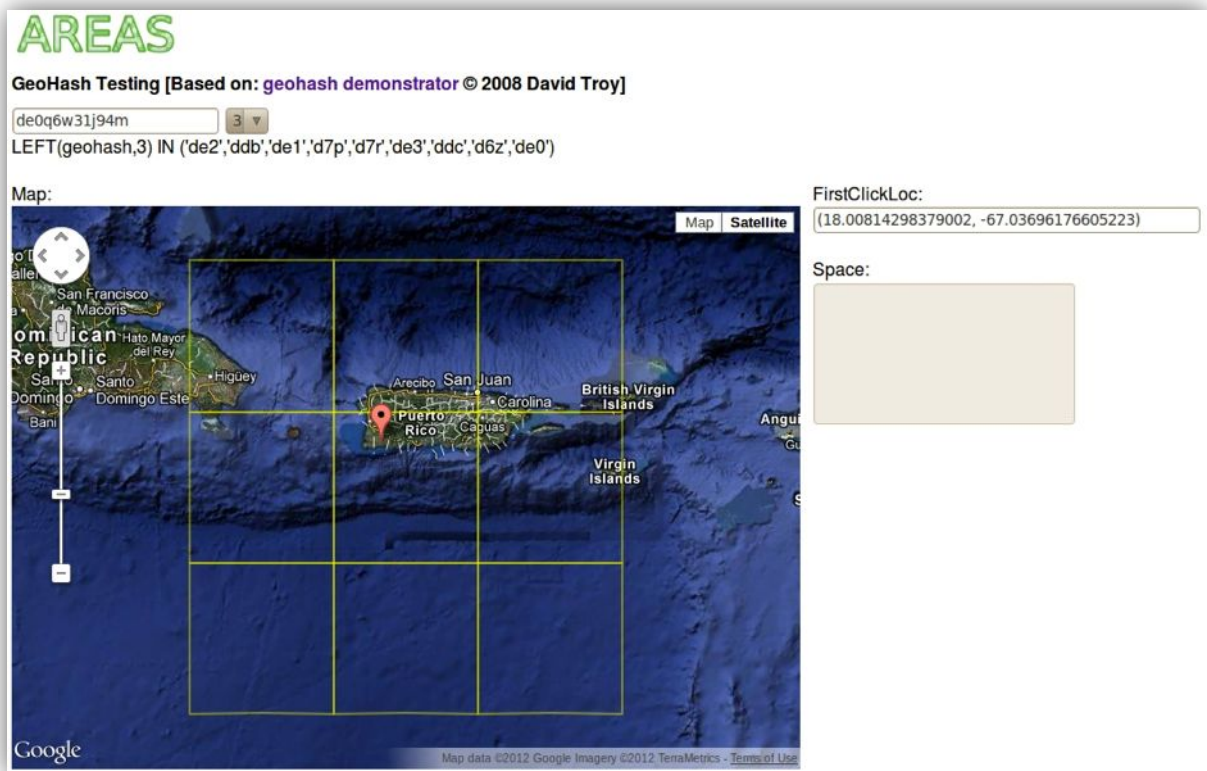 AREAS
GeoHash Testing [Based on: geohash demonstrator © 2008 David Troy]
de0q6w31j94m
3
LEFT(geohash,3) IN ('de2','ddb','de1','d7p','d7r','de3','ddc','d6z','de0')
Map:
FirstClickLoc:
(18.00814298379002, -67.03696176605223)
Space:
Map
Satellite
San Francisco
de Macoris
Hato Mayor
del Rey
Republic
Santo
Domingo
Santo
Domingo Este
Higüey
Bani
Arecibo
San Juan
Carolina
Puerto
Rico
Caguas
British Virgin
Islands
Virgin
Islands
Angui
Google
Map data ©2012 Google Imagery ©2012 TerraMetrics - Terms of Use